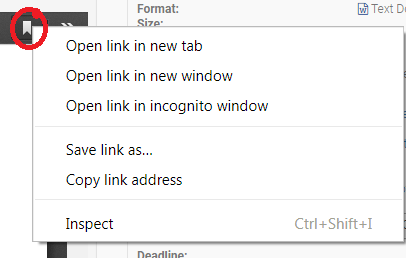 Format:
Text De
Size:
Open link in new tab
Open link in new window
Open link in incognito window
Save link as...
Copy link address
Inspect Ctrl+Shift+I
Deadline: